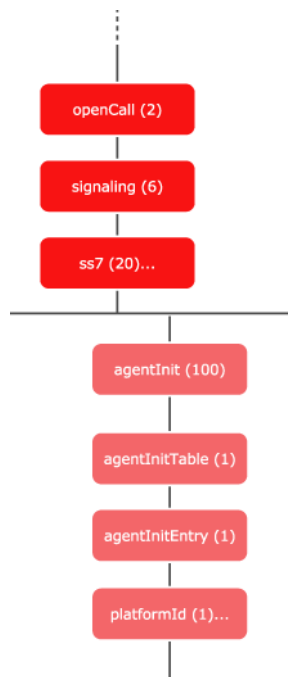 openCall (2)
signaling (6)
ss7 (20)...
agentInit (100)
agentInitTable (1)
agentInitEntry (1)
platformId (1)...